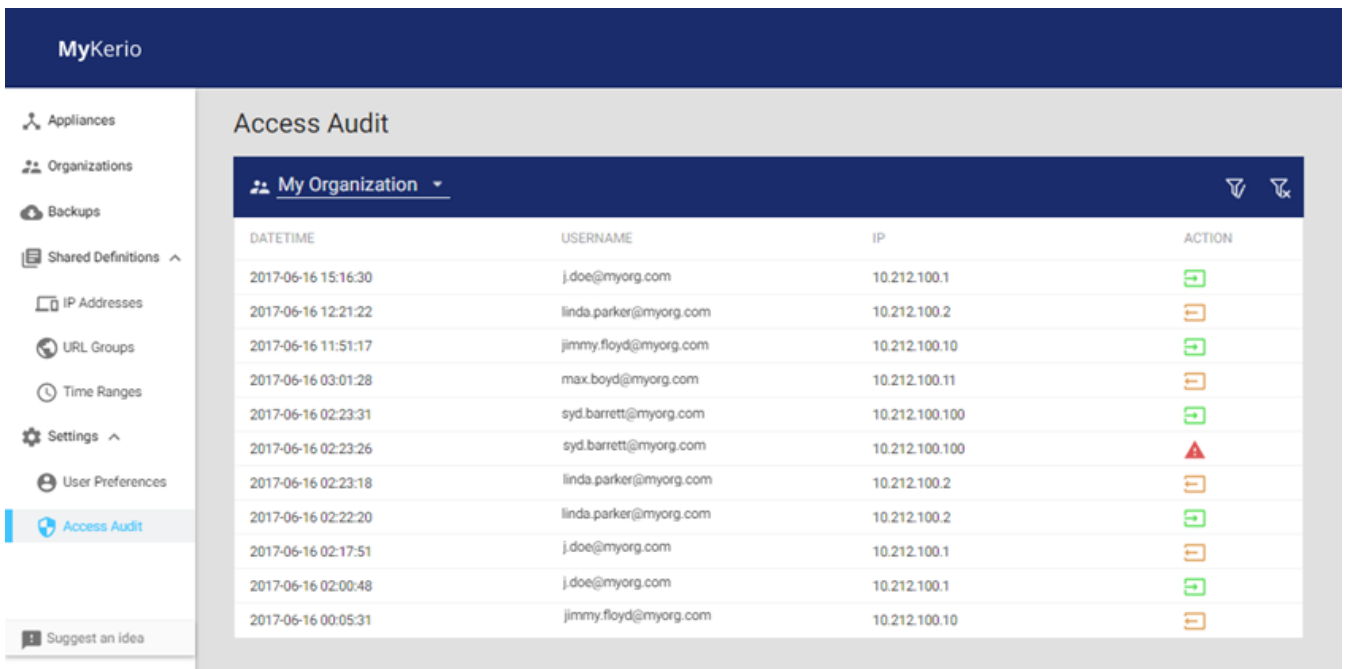 MyKerio
Appliances
Organizations
Backups
Shared Definitions
IP Addresses
URL Groups
Time Ranges
Settings
User Preferences
Access Audit
Suggest an idea
Access Audit
My Organization
DATETIME USERNAME IP ACTION
2017-06-16 15:16:30 j.doe@myorg.com 10.212.100.1
2017-06-16 12:21:22 linda.parker@myorg.com 10.212.100.2
2017-06-16 11:51:17 jimmy.floyd@myorg.com 10.212.100.10
2017-06-16 03:01:28 max.boyd@myorg.com 10.212.100.11
2017-06-16 02:23:31 syd.barrett@myorg.com 10.212.100.100
2017-06-16 02:23:26 syd.barrett@myorg.com 10.212.100.100
2017-06-16 02:23:18 linda.parker@myorg.com 10.212.100.2
2017-06-16 02:22:20 linda.parker@myorg.com 10.212.100.2
2017-06-16 02:17:51 j.doe@myorg.com 10.212.100.1
2017-06-16 02:00:48 j.doe@myorg.com 10.212.100.1
2017-06-16 00:05:31 jimmy.floyd@myorg.com 10.212.100.10